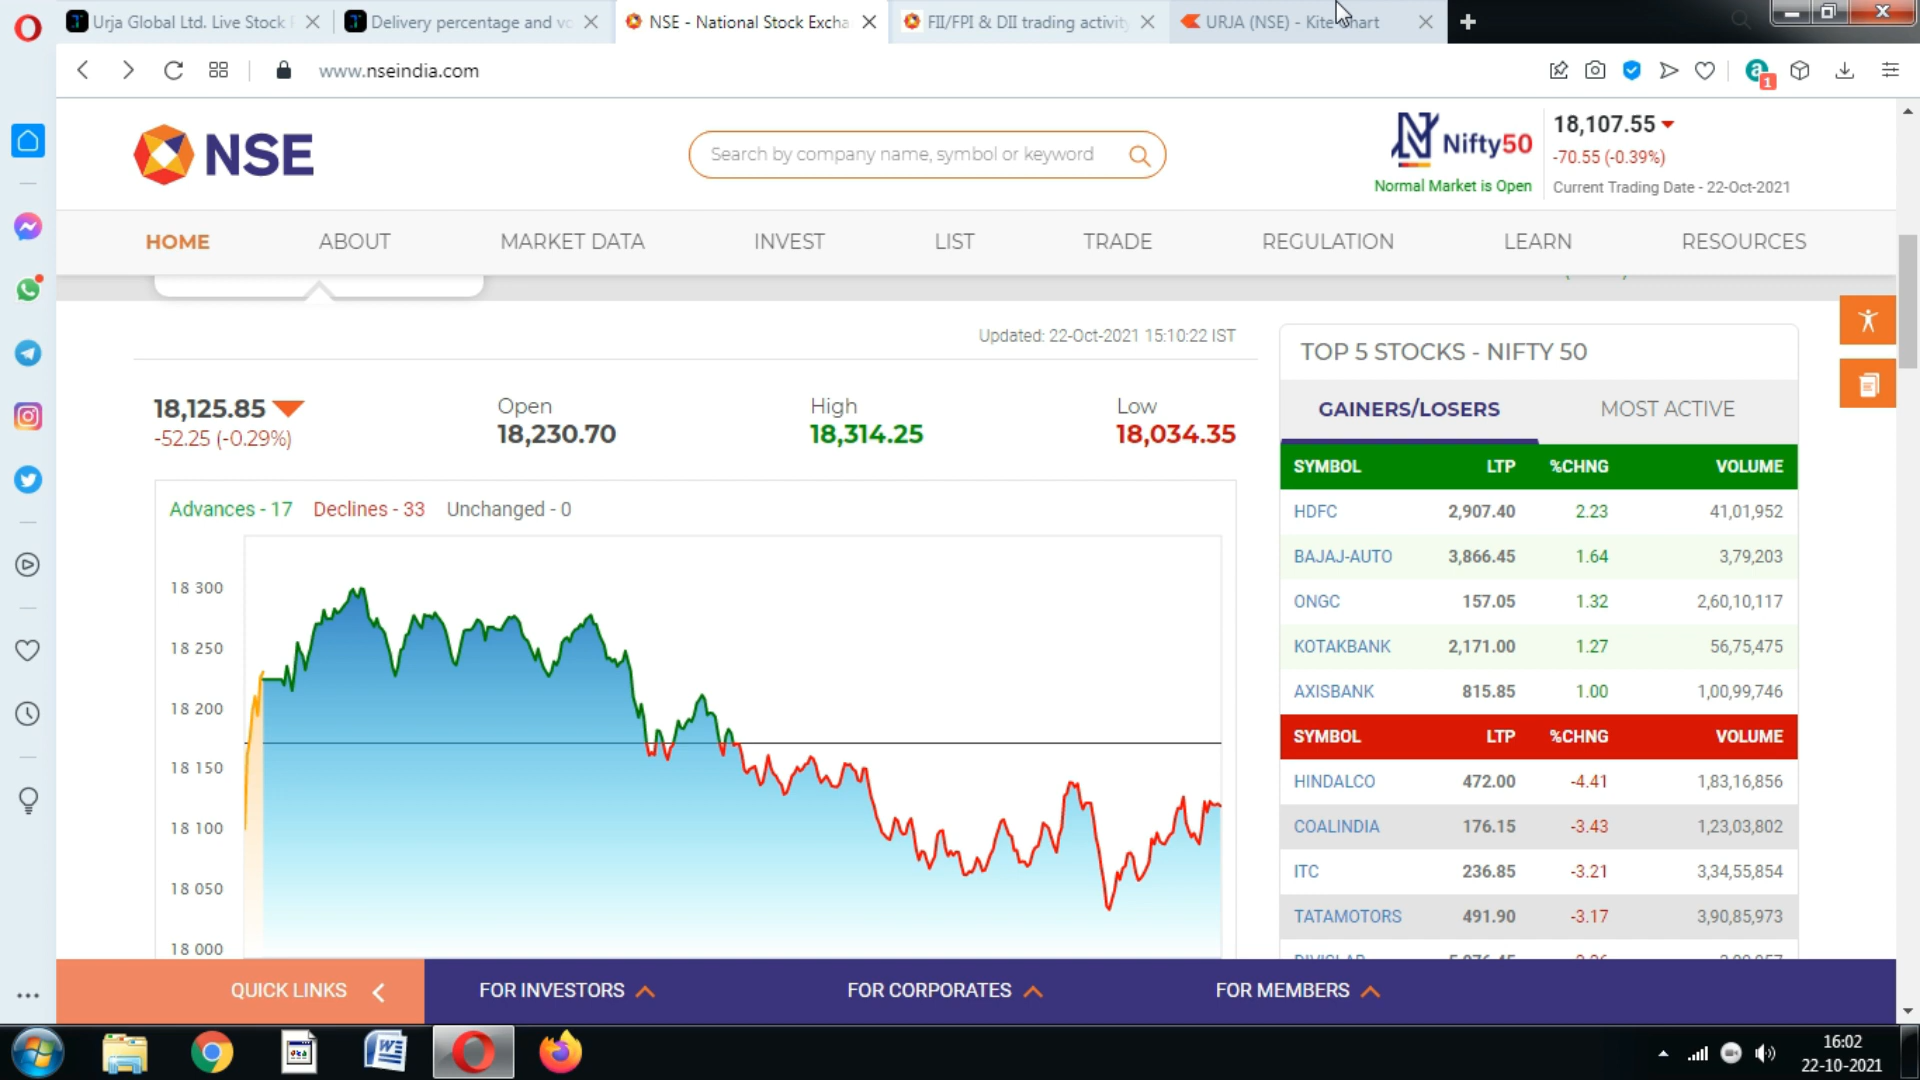 Urja Global Ltd. Live Stock
Delivery percentage and
NSE - National Stock Excha
FII/FPI & DII trading activity
URJA (NSE) - Kite Chart
www.nseindia.com
1
NSE
Search by company name, symbol or keyword
Nifty50
Normal Market is Open
18,107.55
-70.55 (-0.39%)
Current Trading Date - 22-Oct-2021
HOME ABOUT MARKET DATA INVEST LIST TRADE REGULATION LEARN RESOURCES
Updated: 22-Oct-2021 15:10:22 IST
18,125.85
-52.25 (-0.29%)
Open
18,230.70
High
18,314.25
Low
18,034.35
Advances - 17 Declines - 33 Unchanged - 0
18 300
18 250
18 200
18 150
18 100
18 050
18 000
TOP 5 STOCKS - NIFTY 50
GAINERS/LOSERS MOST ACTIVE
SYMBOL LTP %CHNG VOLUME
HDFC 2,907.40 2.23 41,01,952
BAJAJ-AUTO 3,866.45 1.64 3,79,203
ONGC 157.05 1.32 2,60,10,117
KOTAKBANK 2,171.00 1.27 56,75,475
AXISBANK 815.85 1.00 1,00,99,746
SYMBOL LTP %CHNG VOLUME
HINDALCO 472.00 -4.41 1,83,16,856
COALINDIA 176.15 -3.43 1,23,03,802
ITC 236.85 -3.21 3,34,55,854
TATAMOTORS 491.90 -3.17 3,90,85,973
QUICK LINKS FOR INVESTORS FOR CORPORATES FOR MEMBERS
16:02
22-10-2021